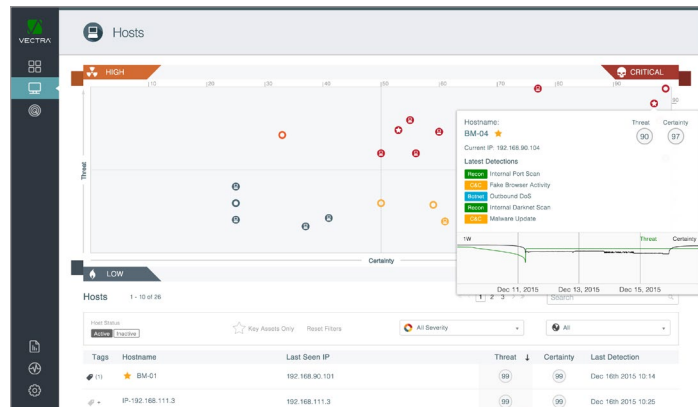 VECTRA
Hosts
HIGH
CRITICAL
|10 |20 |30 |40 |50 |60 |70 |80 |90
90
Threat
Certainty
LOW
Hostname:
BM-04
Threat
Certainty
90
97
Current IP: 192.168.90.104
Latest Detections
Recon Internal Port Scan
C&C Fake Browser Activity
Botnet Outbound DoS
Recon Internal Darknet Scan
C&C Malware Update
1W
Threat
Certainty
Dec 11, 2015 Dec 13, 2015 Dec 15, 2015
Hosts 1 - 10 of 26
1 2 3 > >
Search
Host Status
Active Inactive
Key Assets Only
Reset Filters
All Severity
All
Tags Hostname Last Seen IP Threat ↓ Certainty Last Detection
(1) BM-01 192.168.90.101 99 99 Dec 16th 2015 10:14
+ IP-192.168.111.3 192.168.111.3 99 99 Dec 16th 2015 10:25